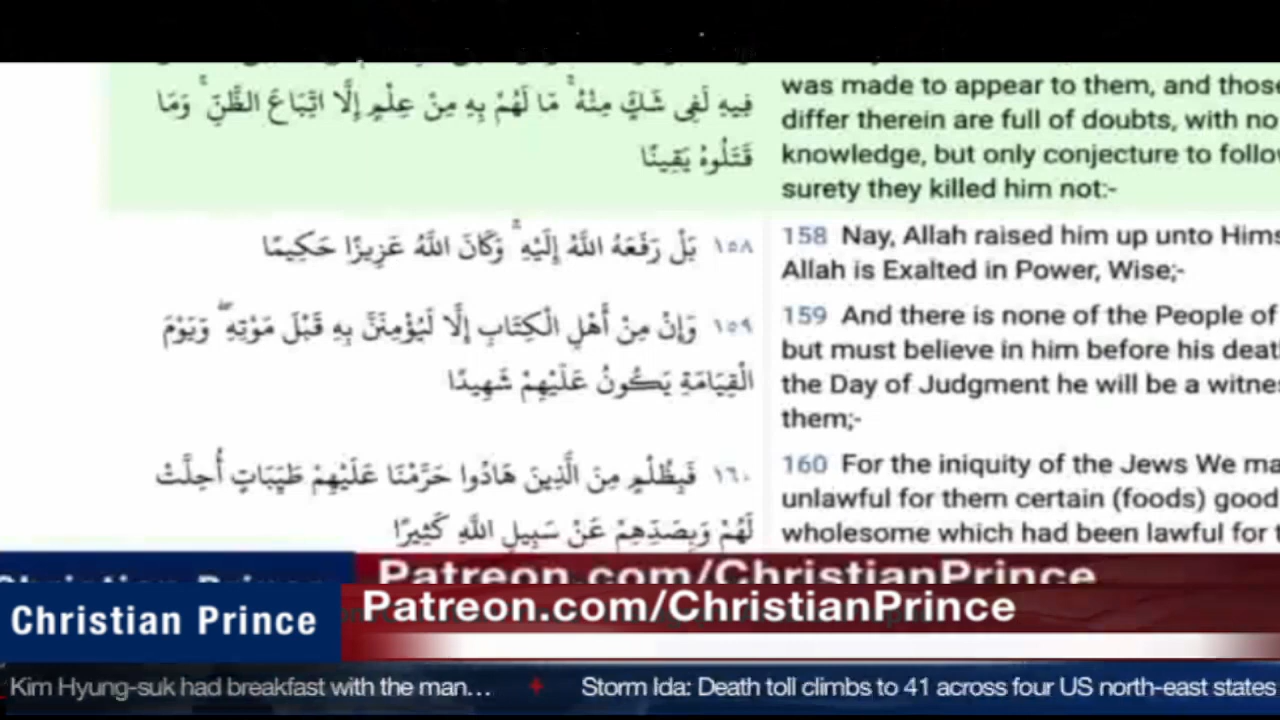 فِيهِ لَفِي شَكٍّ مِنْهُ ۚ مَا لَهُمْ بِهِ مِنْ عِلْمٍ إِلَّا اتِّبَاعَ الظَّنِّ ۚ وَمَا
قَتَلُوهُ يَقِينًا
was made to appear to them, and those
differ therein are full of doubts, with no
knowledge, but only conjecture to follo
surety they killed him not:-
١٥٨ بَلْ رَفَعَهُ اللَّهُ إِلَيْهِ ۚ وَكَانَ اللَّهُ عَزِيزًا حَكِيمًا
158 Nay, Allah raised him up unto Hims
Allah is Exalted in Power, Wise;-
١٥٩ وَإِنْ مِنْ أَهْلِ الْكِتَابِ إِلَّا لَيُؤْمِنَنَّ بِهِ قَبْلَ مَوْتِهِ ۖ وَيَوْمَ
الْقِيَامَةِ يَكُونُ عَلَيْهِمْ شَهِيدًا
159 And there is none of the People of
but must believe in him before his deat
the Day of Judgment he will be a witne
them;-
١٦٠ فَبِظُلْمٍ مِنَ الَّذِينَ هَادُوا حَرَّمْنَا عَلَيْهِمْ طَيِّبَاتٍ أُحِلَّتْ
لَهُمْ وَبِصَدِّهِمْ عَنْ سَبِيلِ اللَّهِ كَثِيرًا
160 For the iniquity of the Jews We ma
unlawful for them certain (foods) good
wholesome which had been lawful for t
Christian Prince Patreon.com/ChristianPrince
Christian Prince Patreon.com/ChristianPrince
Kim Hyung-suk had breakfast with the man... Storm Ida: Death toll climbs to 41 across four US north-east states